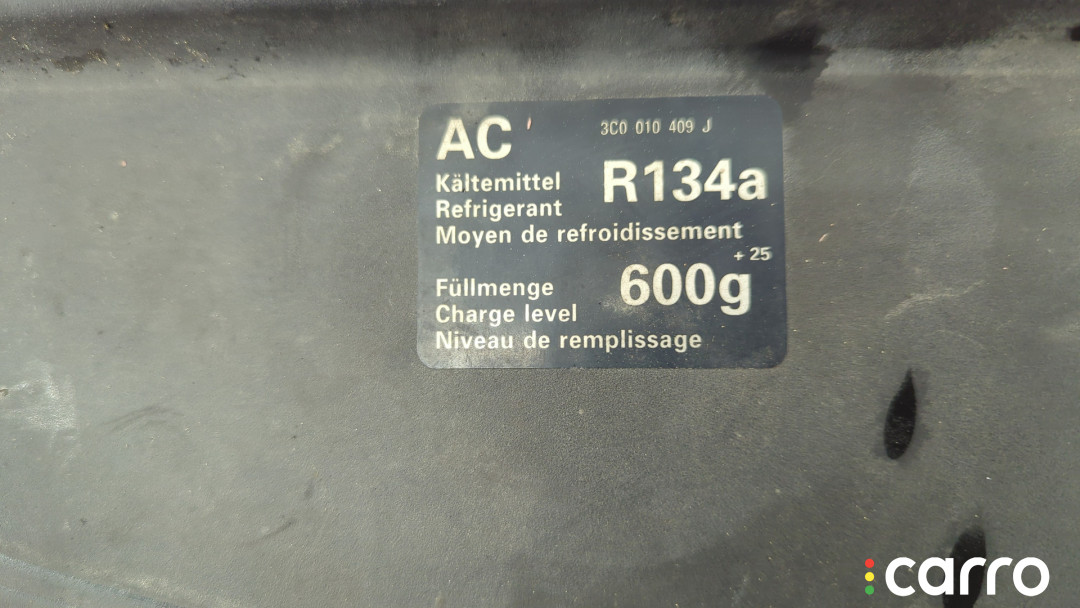 AC
3C0 010 409 J
Kältemittel
R134a
Refrigerant
Moyen de refroidissement
+ 25
Füllmenge
600g
Charge level
Niveau de remplissage
carro